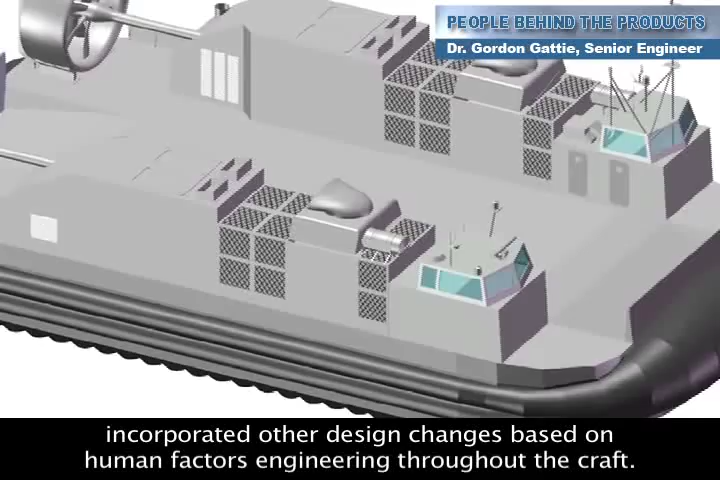 PEOPLE BEHIND THE PRODUCTS
Dr. Gordon Gattie, Senior Engineer
incorporated other design changes based on
human factors engineering throughout the craft.